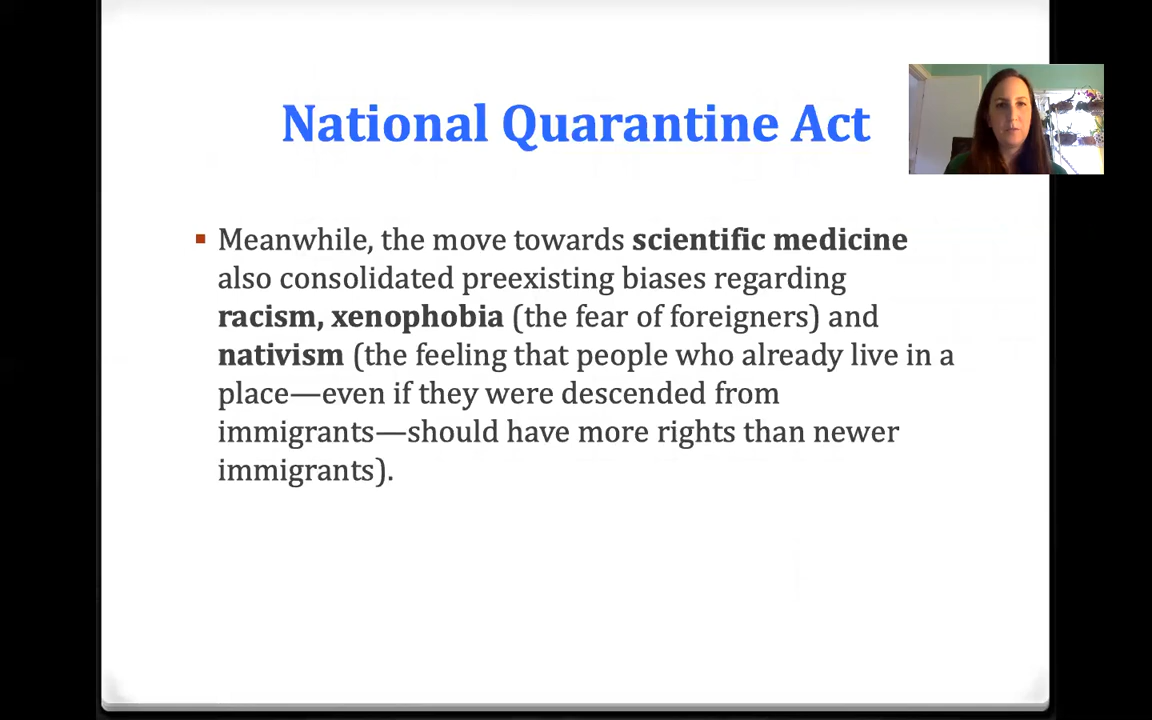 National Quarantine Act
▪ Meanwhile, the move towards scientific medicine
also consolidated preexisting biases regarding
racism, xenophobia (the fear of foreigners) and
nativism (the feeling that people who already live in a
place—even if they were descended from
immigrants—should have more rights than newer
immigrants).